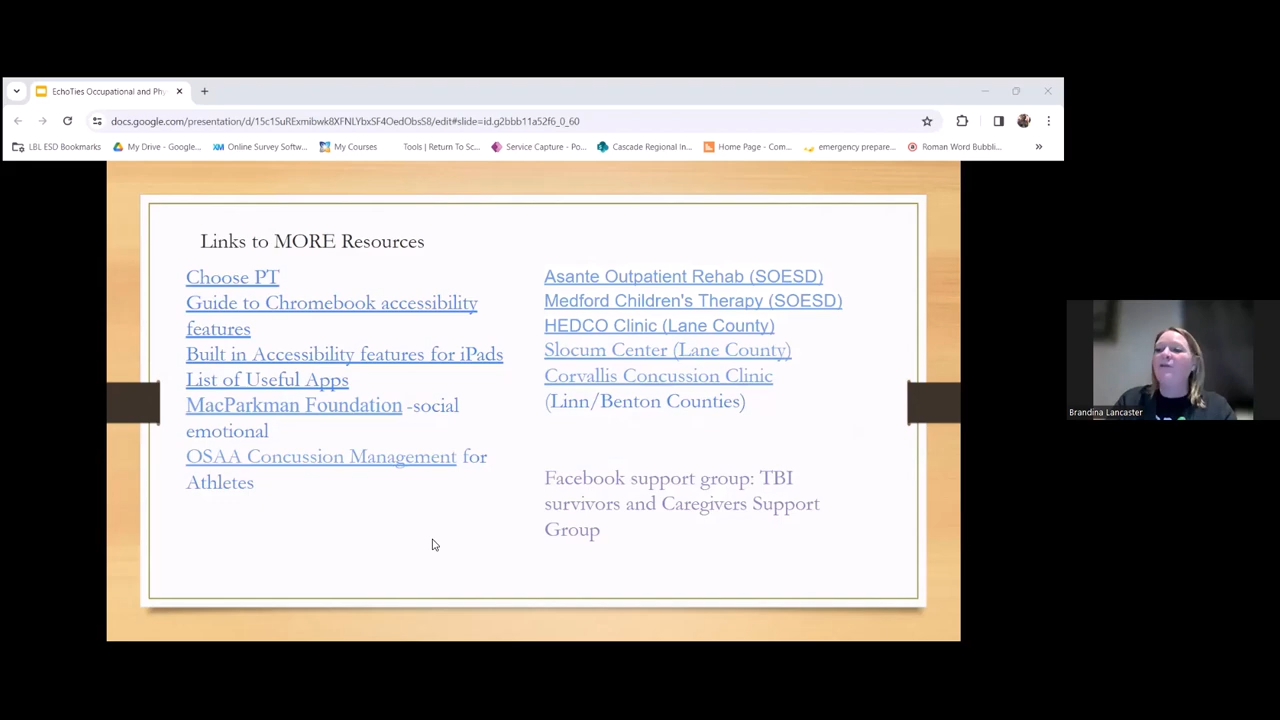 EchoTies Occupational and Phy
docs.google.com/presentation/d/15c1SuRExmibwk8XFNLYbxSF4OedObsS8/edit#slide=id.g2bbb11a52f6_0_60
LBL ESD Bookmarks
My Drive - Google...
Online Survey Softw...
My Courses
Tools | Return To Sc...
Service Capture - Po...
Cascade Regional In...
Home Page - Com...
emergency prepare...
Roman Word Bubbli...
Links to MORE Resources
Choose PT
Guide to Chromebook accessibility
features
Built in Accessibility features for iPads
List of Useful Apps
MacParkman Foundation -social
emotional
OSAA Concussion Management for
Athletes
Asante Outpatient Rehab (SOESD)
Medford Children's Therapy (SOESD)
HEDCO Clinic (Lane County)
Slocum Center (Lane County)
Corvallis Concussion Clinic
(Linn/Benton Counties)
Facebook support group: TBI
survivors and Caregivers Support
Group
Brandina Lancaster